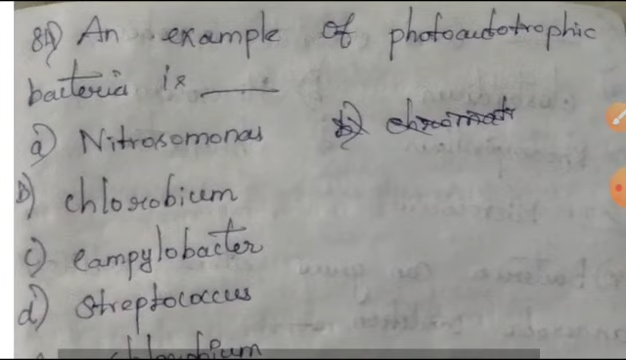 84) An example of photoautotrophic
bacteria is ____
a) Nitrosomonas
b) chlorobium
c) campylobacter
d) streptococcus